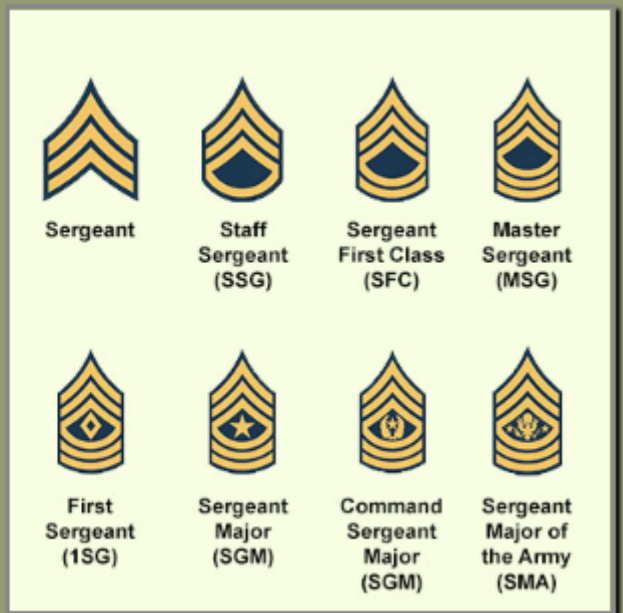 Sergeant
Staff
Sergeant
(SSG)
Sergeant
First Class
(SFC)
Master
Sergeant
(MSG)
First
Sergeant
(1SG)
Sergeant
Major
(SGM)
Command
Sergeant
Major
(SGM)
Sergeant
Major of
the Army
(SMA)